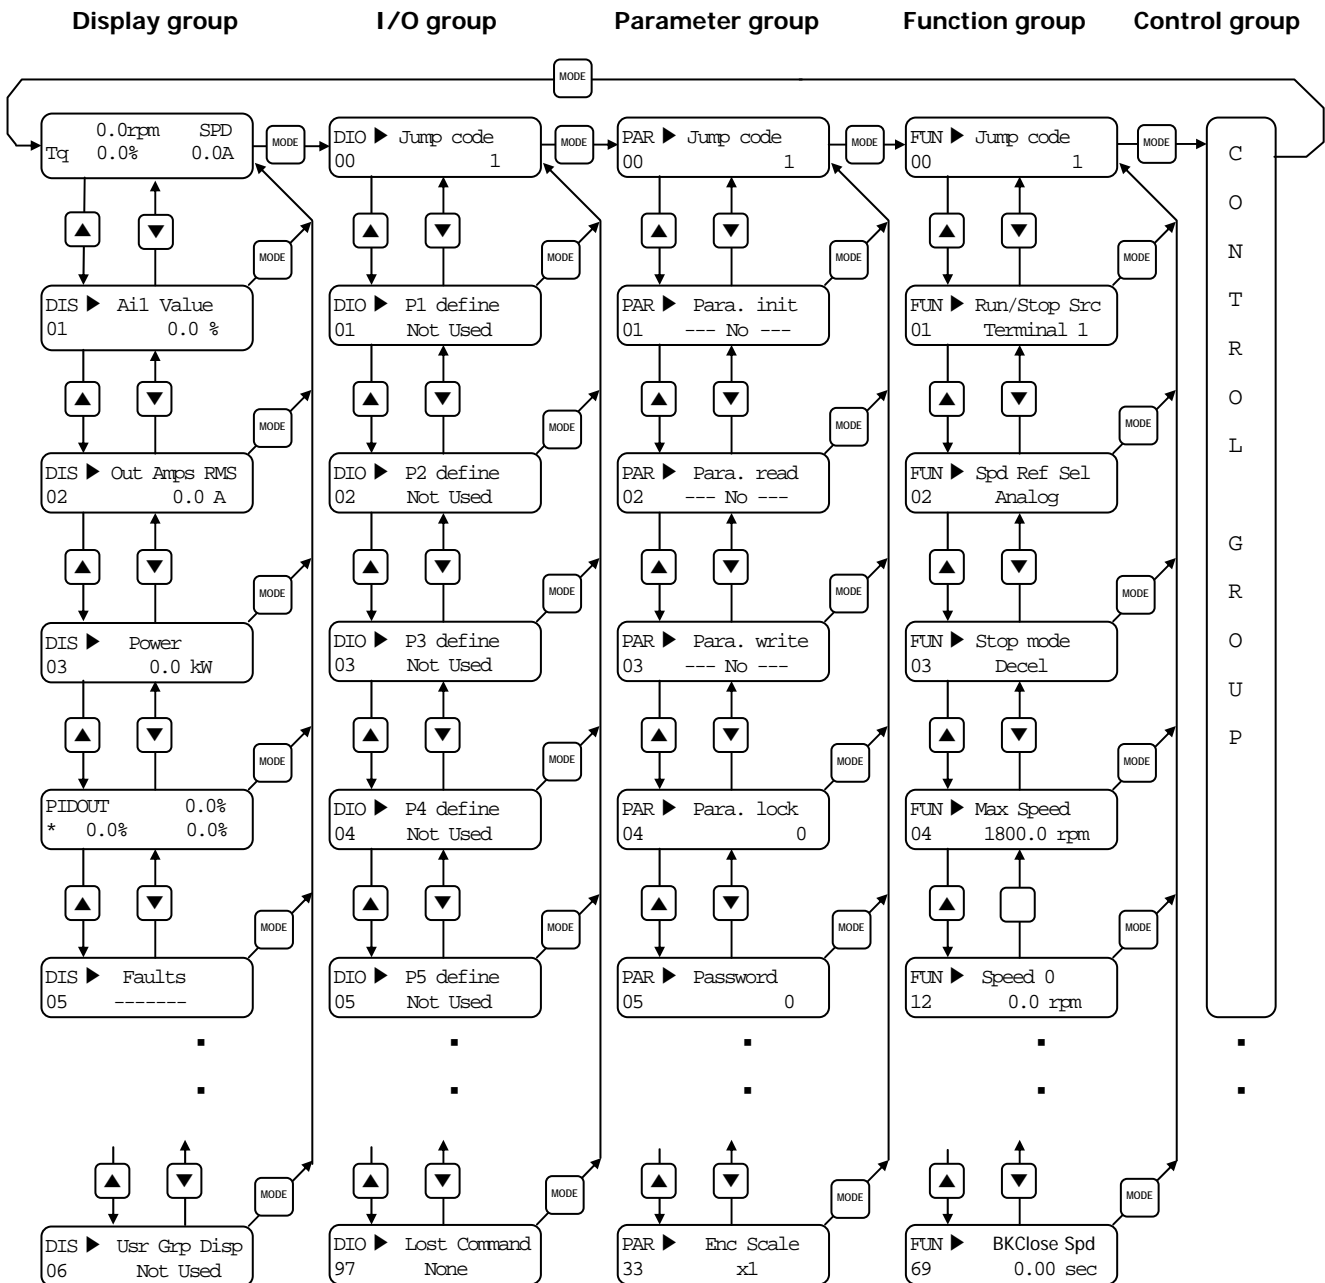 Display group
I/O group
Parameter group
Function group
Control group
MODE
0.0rpm SPD
Tq 0.0% 0.0A
MODE
DIO ▶ Jump code
00 1
MODE
PAR ▶ Jump code
00 1
MODE
FUN ▶ Jump code
00 1
MODE
▲ ▼
MODE
▲ ▼
MODE
▲ ▼
MODE
▲ ▼
MODE
DIS ▶ Ai1 Value
01 0.0 %
DIO ▶ P1 define
01 Not Used
PAR ▶ Para. init
01 --- No ---
FUN ▶ Run/Stop Src
01 Terminal 1
▲ ▼
MODE
▲ ▼
MODE
▲ ▼
MODE
▲ ▼
MODE
DIS ▶ Out Amps RMS
02 0.0 A
DIO ▶ P2 define
02 Not Used
PAR ▶ Para. read
02 --- No ---
FUN ▶ Spd Ref Sel
02 Analog
▲ ▼
MODE
▲ ▼
MODE
▲ ▼
MODE
▲ ▼
MODE
DIS ▶ Power
03 0.0 kW
DIO ▶ P3 define
03 Not Used
PAR ▶ Para. write
03 --- No ---
FUN ▶ Stop mode
03 Decel
▲ ▼
MODE
▲ ▼
MODE
▲ ▼
MODE
▲ ▼
MODE
PIDOUT 0.0%
* 0.0% 0.0%
DIO ▶ P4 define
04 Not Used
PAR ▶ Para. lock
04 0
FUN ▶ Max Speed
04 1800.0 rpm
▲ ▼
MODE
▲ ▼
MODE
▲ ▼
MODE
▲
MODE
DIS ▶ Faults
05 -------
DIO ▶ P5 define
05 Not Used
PAR ▶ Password
05 0
FUN ▶ Speed 0
12 0.0 rpm
▲ ▼
MODE
▲ ▼
MODE
▲ ▼
MODE
▲ ▼
MODE
DIS ▶ Usr Grp Disp
06 Not Used
DIO ▶ Lost Command
97 None
PAR ▶ Enc Scale
33 x1
FUN ▶ BKClose Spd
69 0.00 sec
C
O
N
T
R
O
L
G
R
O
U
P